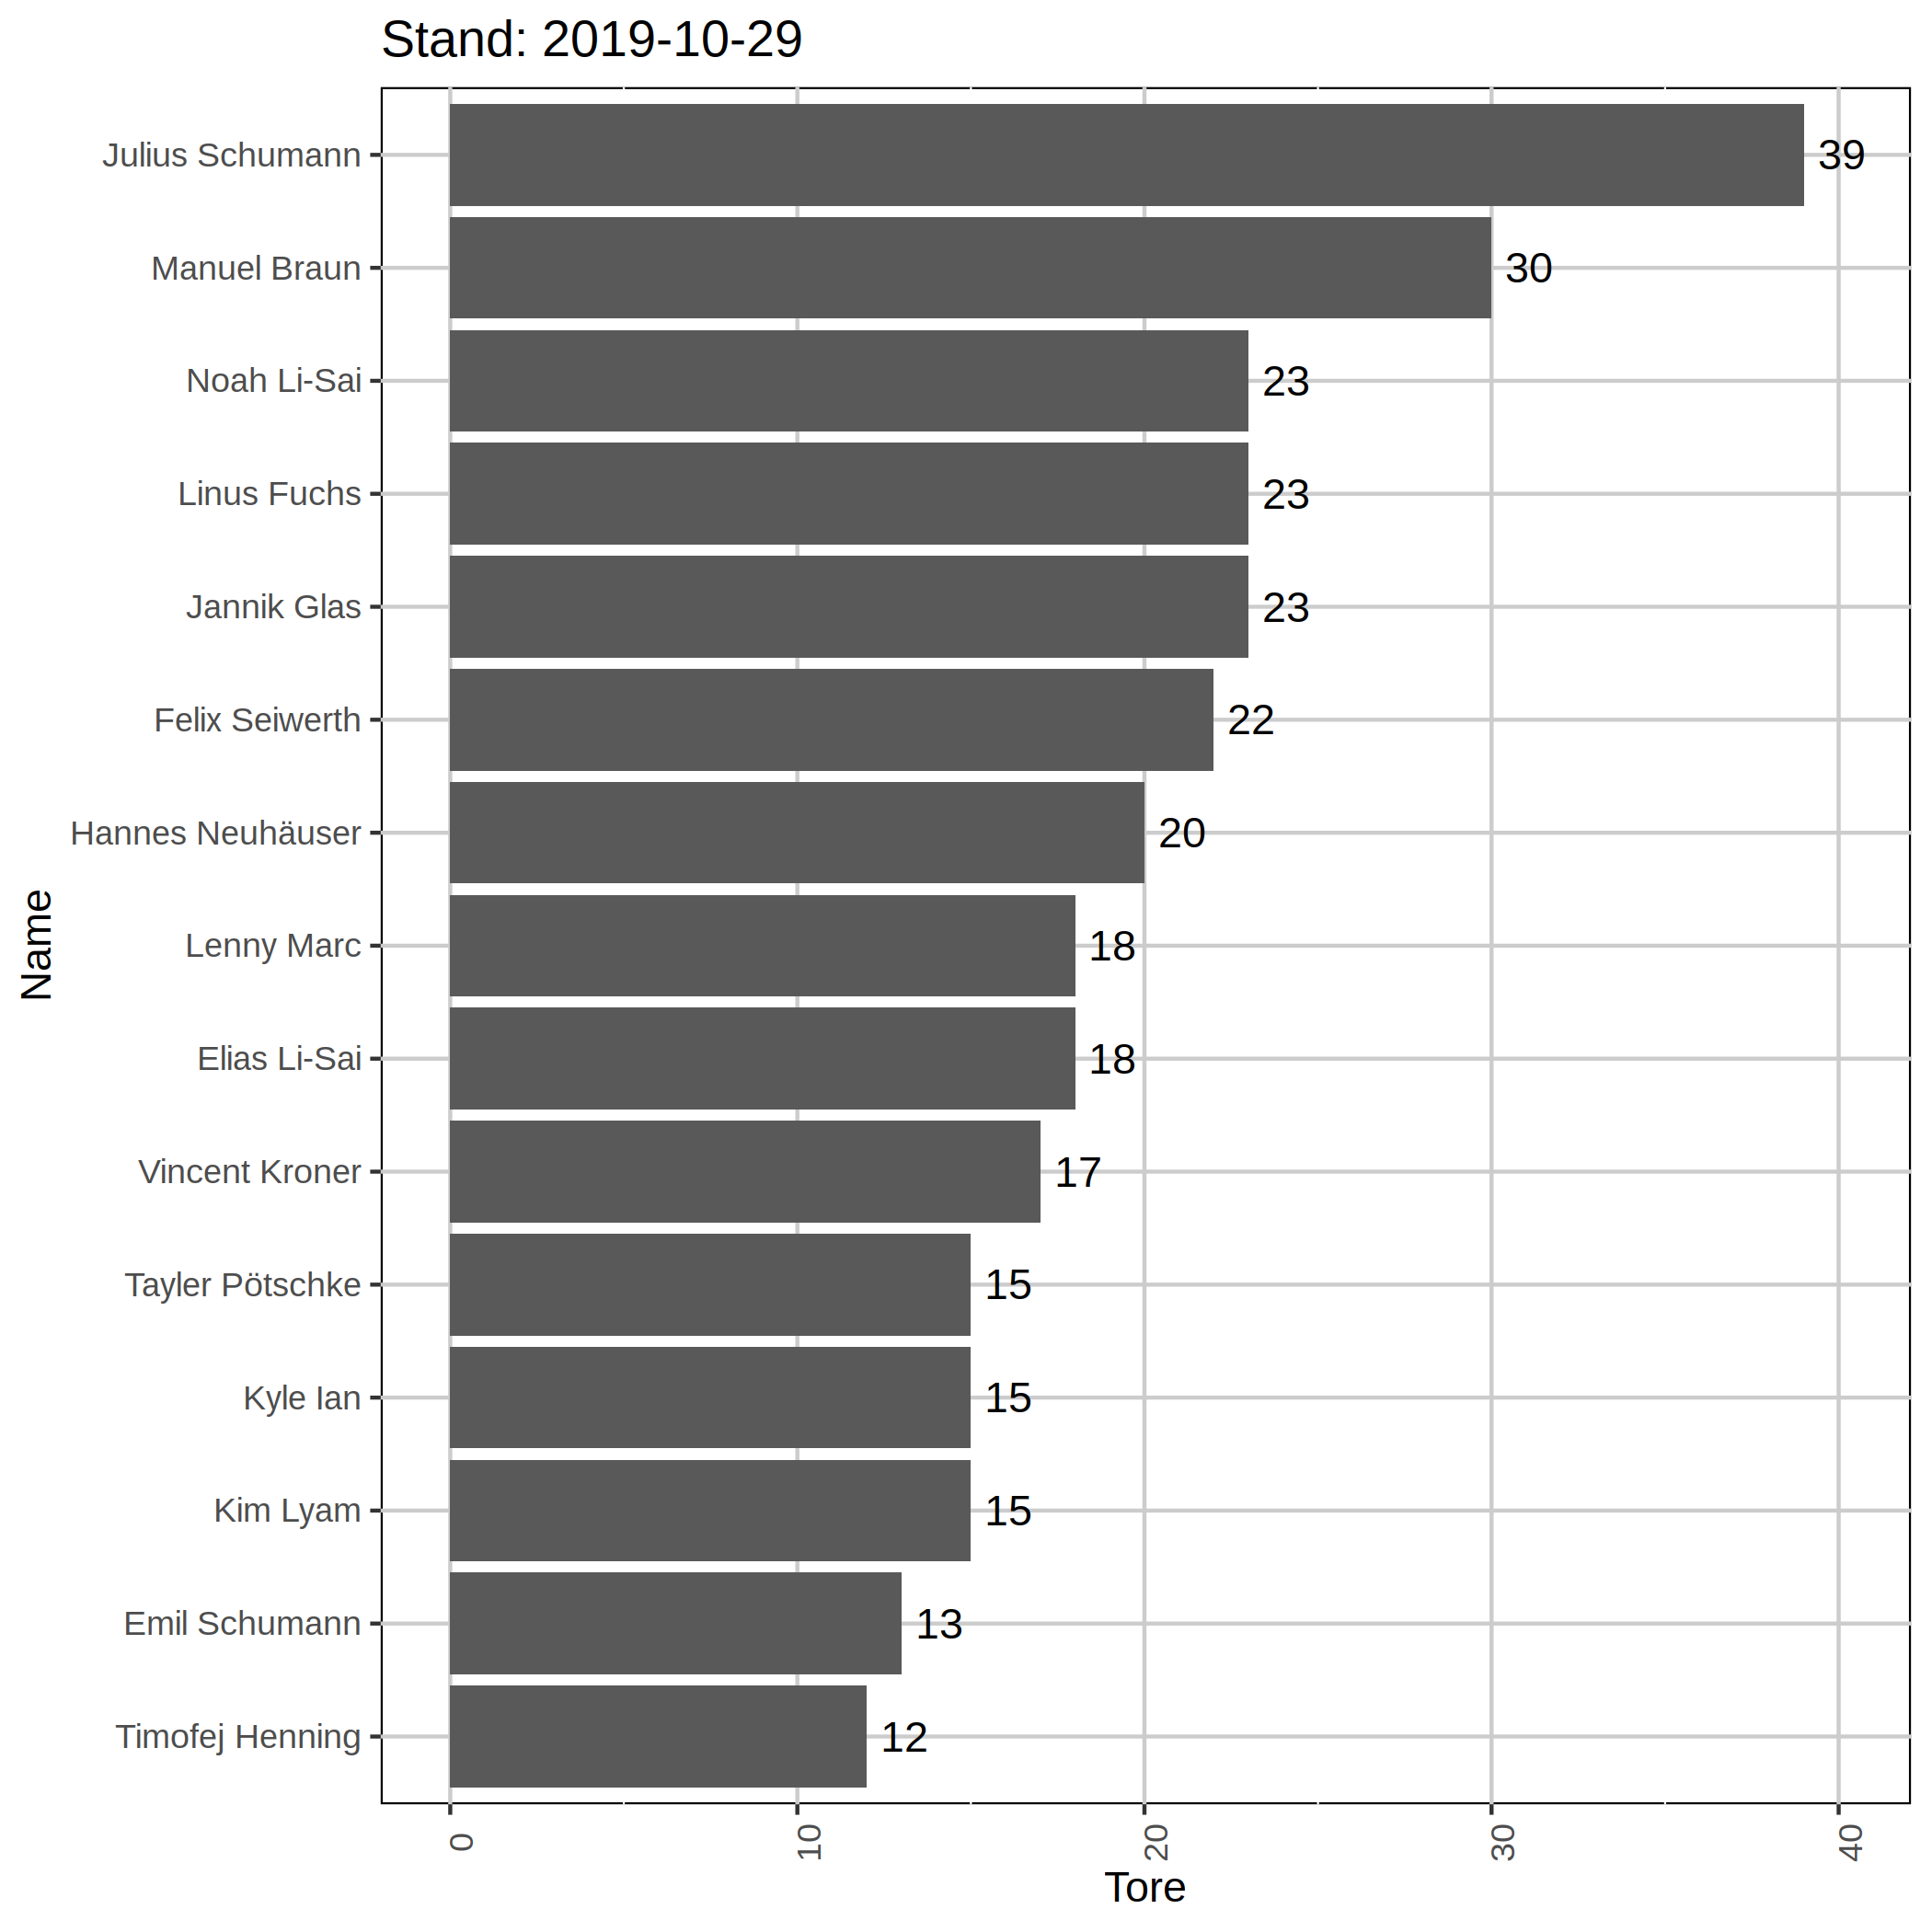 Stand: 2019-10-29
Name
Julius Schumann 39
Manuel Braun 30
Noah Li-Sai 23
Linus Fuchs 23
Jannik Glas 23
Felix Seiwerth 22
Hannes Neuhäuser 20
Lenny Marc 18
Elias Li-Sai 18
Vincent Kroner 17
Tayler Pötschke 15
Kyle Ian 15
Kim Lyam 15
Emil Schumann 13
Timofej Henning 12
0 10 20 30 40
Tore